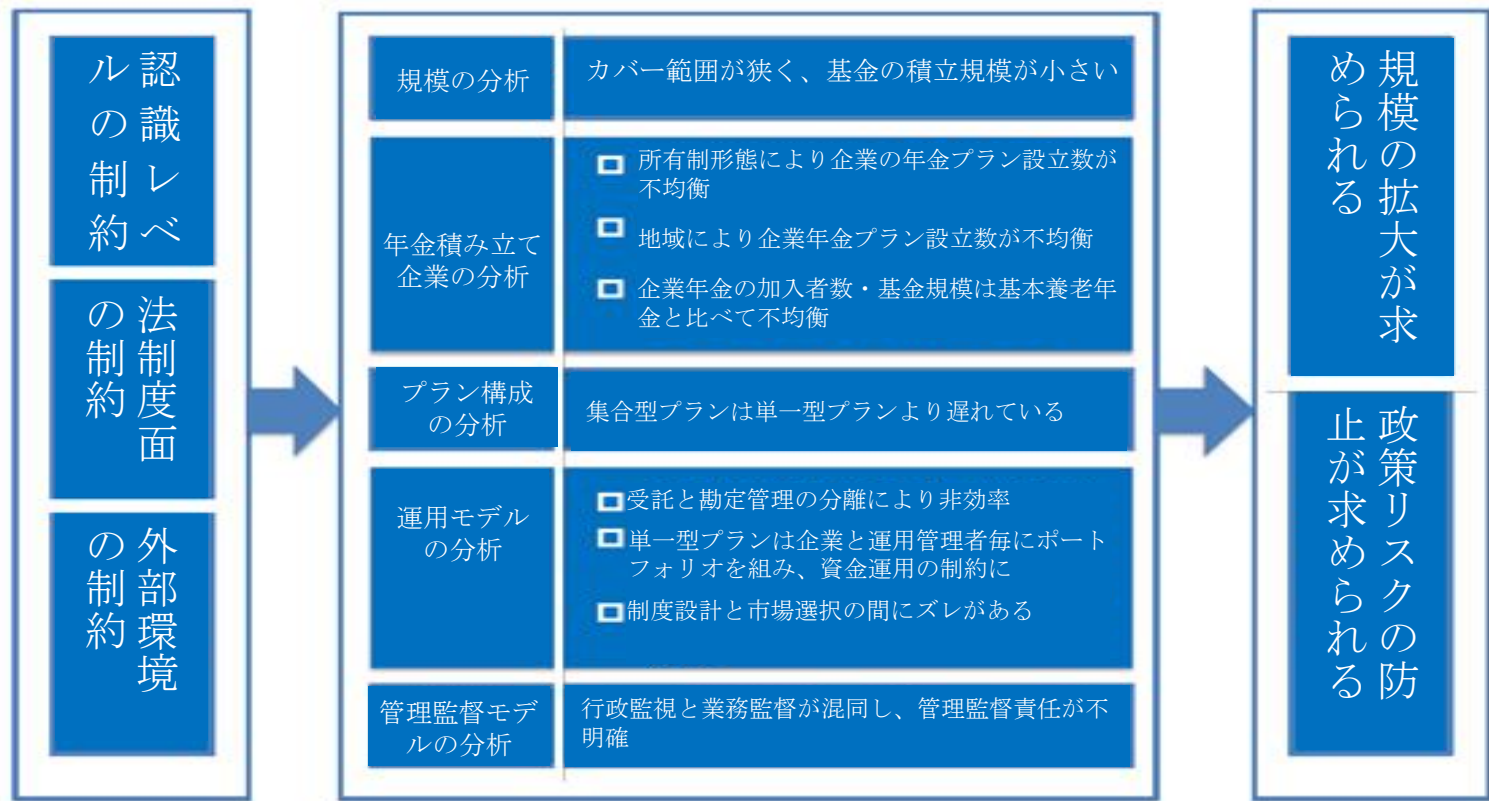 認識レベ
ルの制約
法制度面
の制約
外部環境
の制約
規模の分析
カバー範囲が狭く、基金の積立規模が小さい
年金積み立て
企業の分析
所有制形態により企業の年金プラン設立数が
不均衡
地域により企業年金プラン設立数が不均衡
企業年金の加入者数・基金規模は基本養老年
金と比べて不均衡
プラン構成
の分析
集合型プランは単一型プランより遅れている
運用モデル
の分析
受託と勘定管理の分離により非効率
単一型プランは企業と運用管理者毎にポート
フォリオを組み、資金運用の制約に
制度設計と市場選択の間にズレがある
管理監督モデ
ルの分析
行政監視と業務監督が混同し、管理監督責任が不
明確
規模の拡大が求
められる
政策リスクの防
止が求められる